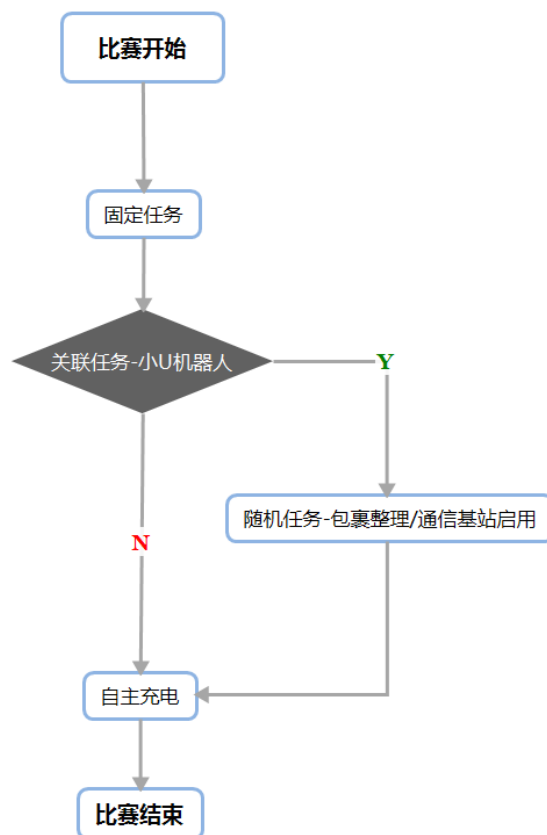 比赛开始
固定任务
关联任务-小U机器人
Y
随机任务-包裹整理/通信基站启用
N
自主充电
比赛结束